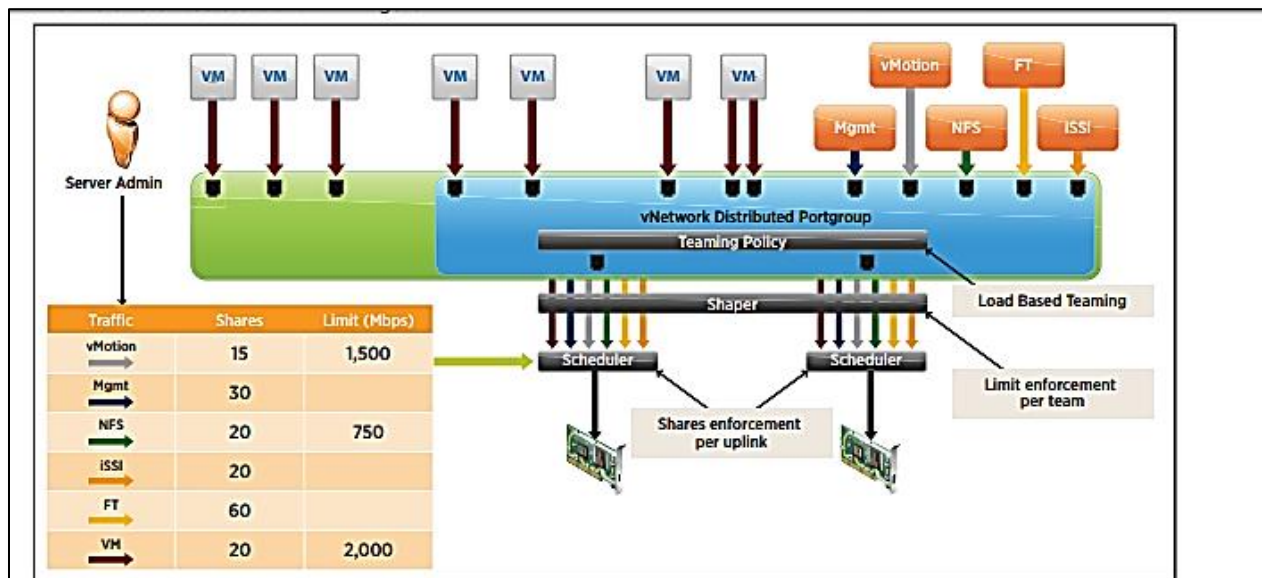 VM
VM
VM
VM
VM
VM
VM
vMotion
FT
Mgmt
NFS
iSSI
Server Admin
vNetwork Distributed Portgroup
Teaming Policy
Load Based Teaming
Shaper
Traffic Shares Limit (Mbps)
vMotion 15 1,500
Mgmt 30
NFS 20 750
iSSI 20
FT 60
VM 20 2,000
Scheduler
Scheduler
Limit enforcement
per team
Shares enforcement
per uplink